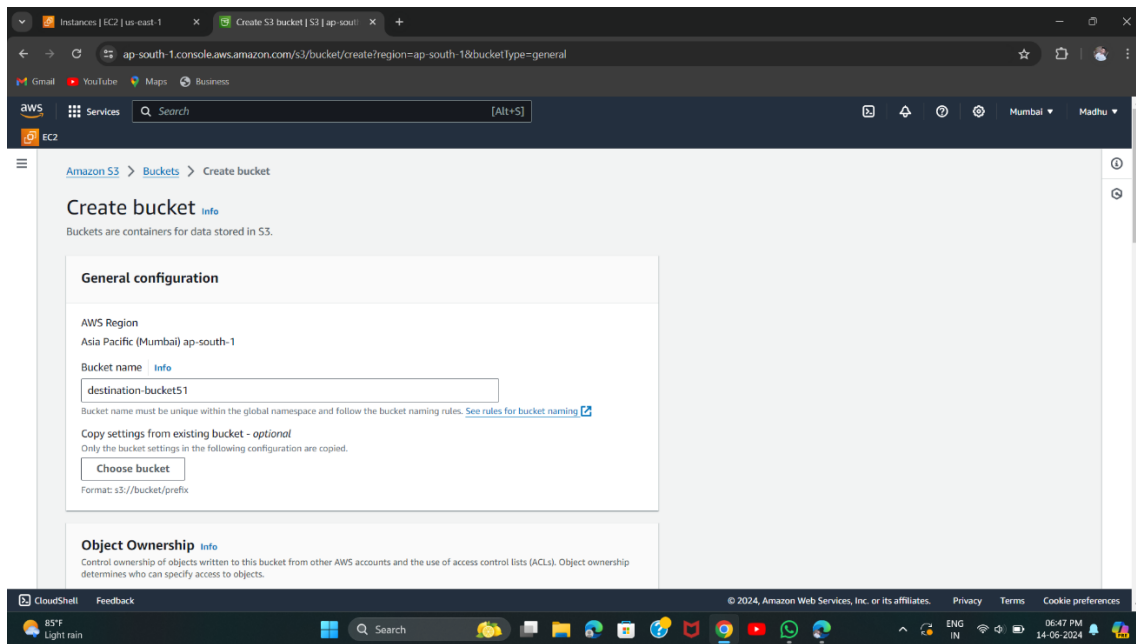 Instances | EC2 | us-east-1
Create S3 bucket | S3 | ap-sout
ap-south-1.console.aws.amazon.com/s3/bucket/create?region=ap-south-1&bucketType=general
Gmail YouTube Maps Business
aws Services Search [Alt+S] Mumbai Madhu
EC2
Amazon S3 > Buckets > Create bucket
Create bucket Info
Buckets are containers for data stored in S3.
General configuration
AWS Region
Asia Pacific (Mumbai) ap-south-1
Bucket name Info
destination-bucket51
Bucket name must be unique within the global namespace and follow the bucket naming rules. See rules for bucket naming
Copy settings from existing bucket - optional
Only the bucket settings in the following configuration are copied.
Choose bucket
Format: s3://bucket/prefix
Object Ownership Info
Control ownership of objects written to this bucket from other AWS accounts and the use of access control lists (ACLs). Object ownership
determines who can specify access to objects.
CloudShell Feedback © 2024, Amazon Web Services, Inc. or its affiliates. Privacy Terms Cookie preferences
85°F
Light rain
Search
ENG
IN
06:47 PM
14-06-2024